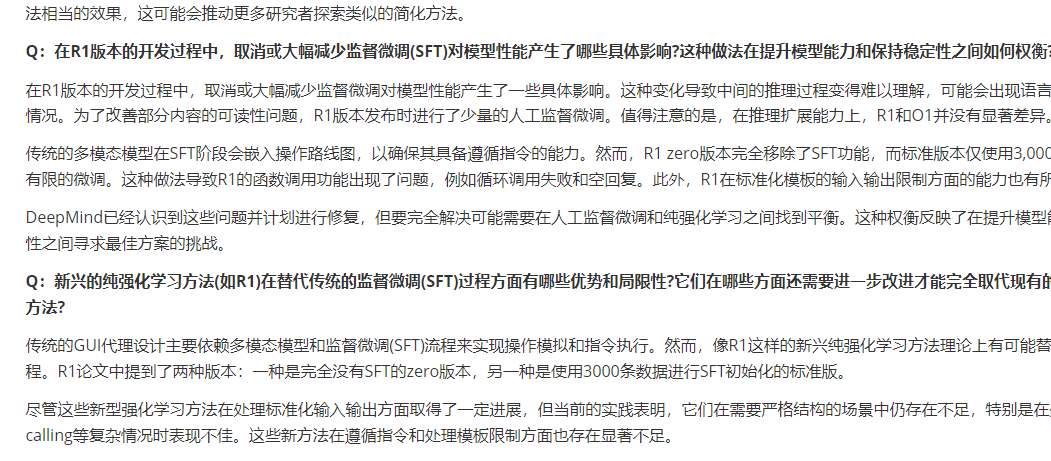 法相当的效果，这可能会推动更多研究者探索类似的简化方法。
Q：在R1版本的开发过程中，取消或大幅减少监督微调(SFT)对模型性能产生了哪些具体影响?这种做法在提升模型能力和保持稳定性之间如何权衡?
在R1版本的开发过程中，取消或大幅减少监督微调对模型性能产生了一些具体影响。这种变化导致中间的推理过程变得难以理解，可能会出现语言
情况。为了改善部分内容的可读性问题，R1版本发布时进行了少量的人工监督微调。值得注意的是，在推理扩展能力上，R1和O1并没有显著差异。
传统的多模态模型在SFT阶段会嵌入操作路线图，以确保其具备遵循指令的能力。然而，R1 zero版本完全移除了SFT功能，而标准版本仅使用3,000
有限的微调。这种做法导致R1的函数调用功能出现了问题，例如循环调用失败和空回复。此外，R1在标准化模板的输入输出限制方面的能力也有所
DeepMind已经认识到这些问题并计划进行修复，但要完全解决可能需要在人工监督微调和纯强化学习之间找到平衡。这种权衡反映了在提升模型能
性之间寻求最佳方案的挑战。
Q：新兴的纯强化学习方法(如R1)在替代传统的监督微调(SFT)过程方面有哪些优势和局限性?它们在哪些方面还需要进一步改进才能完全取代现有的
方法?
传统的GUI代理设计主要依赖多模态模型和监督微调(SFT)流程来实现操作模拟和指令执行。然而，像R1这样的新兴纯强化学习方法理论上有可能替
程。R1论文中提到了两种版本：一种是完全没有SFT的zero版本，另一种是使用3000条数据进行SFT初始化的标准版。
尽管这些新型强化学习方法在处理标准化输入输出方面取得了一定进展，但当前的实践表明，它们在需要严格结构的场景中仍存在不足，特别是在
calling等复杂情况时表现不佳。这些新方法在遵循指令和处理模板限制方面也存在显著不足。